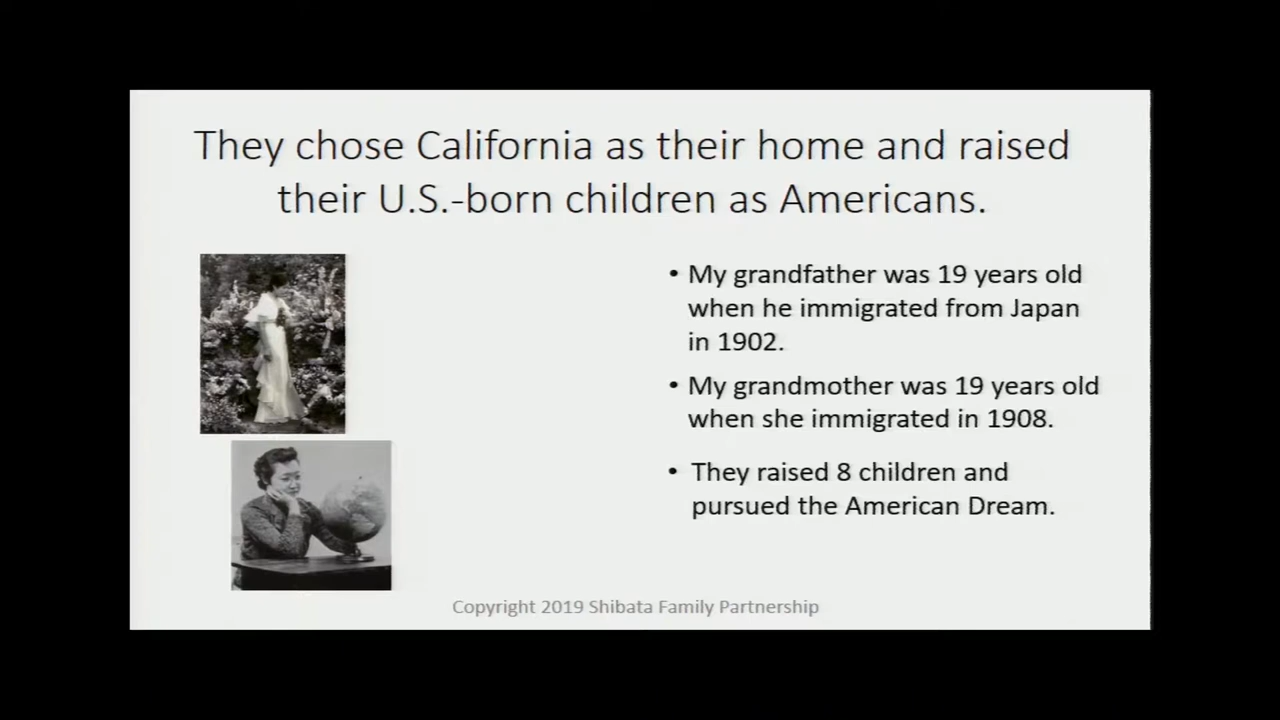 They chose California as their home and raised
their U.S.-born children as Americans.
• My grandfather was 19 years old
when he immigrated from Japan
in 1902.
• My grandmother was 19 years old
when she immigrated in 1908.
• They raised 8 children and
pursued the American Dream.
Copyright 2019 Shibata Family Partnership